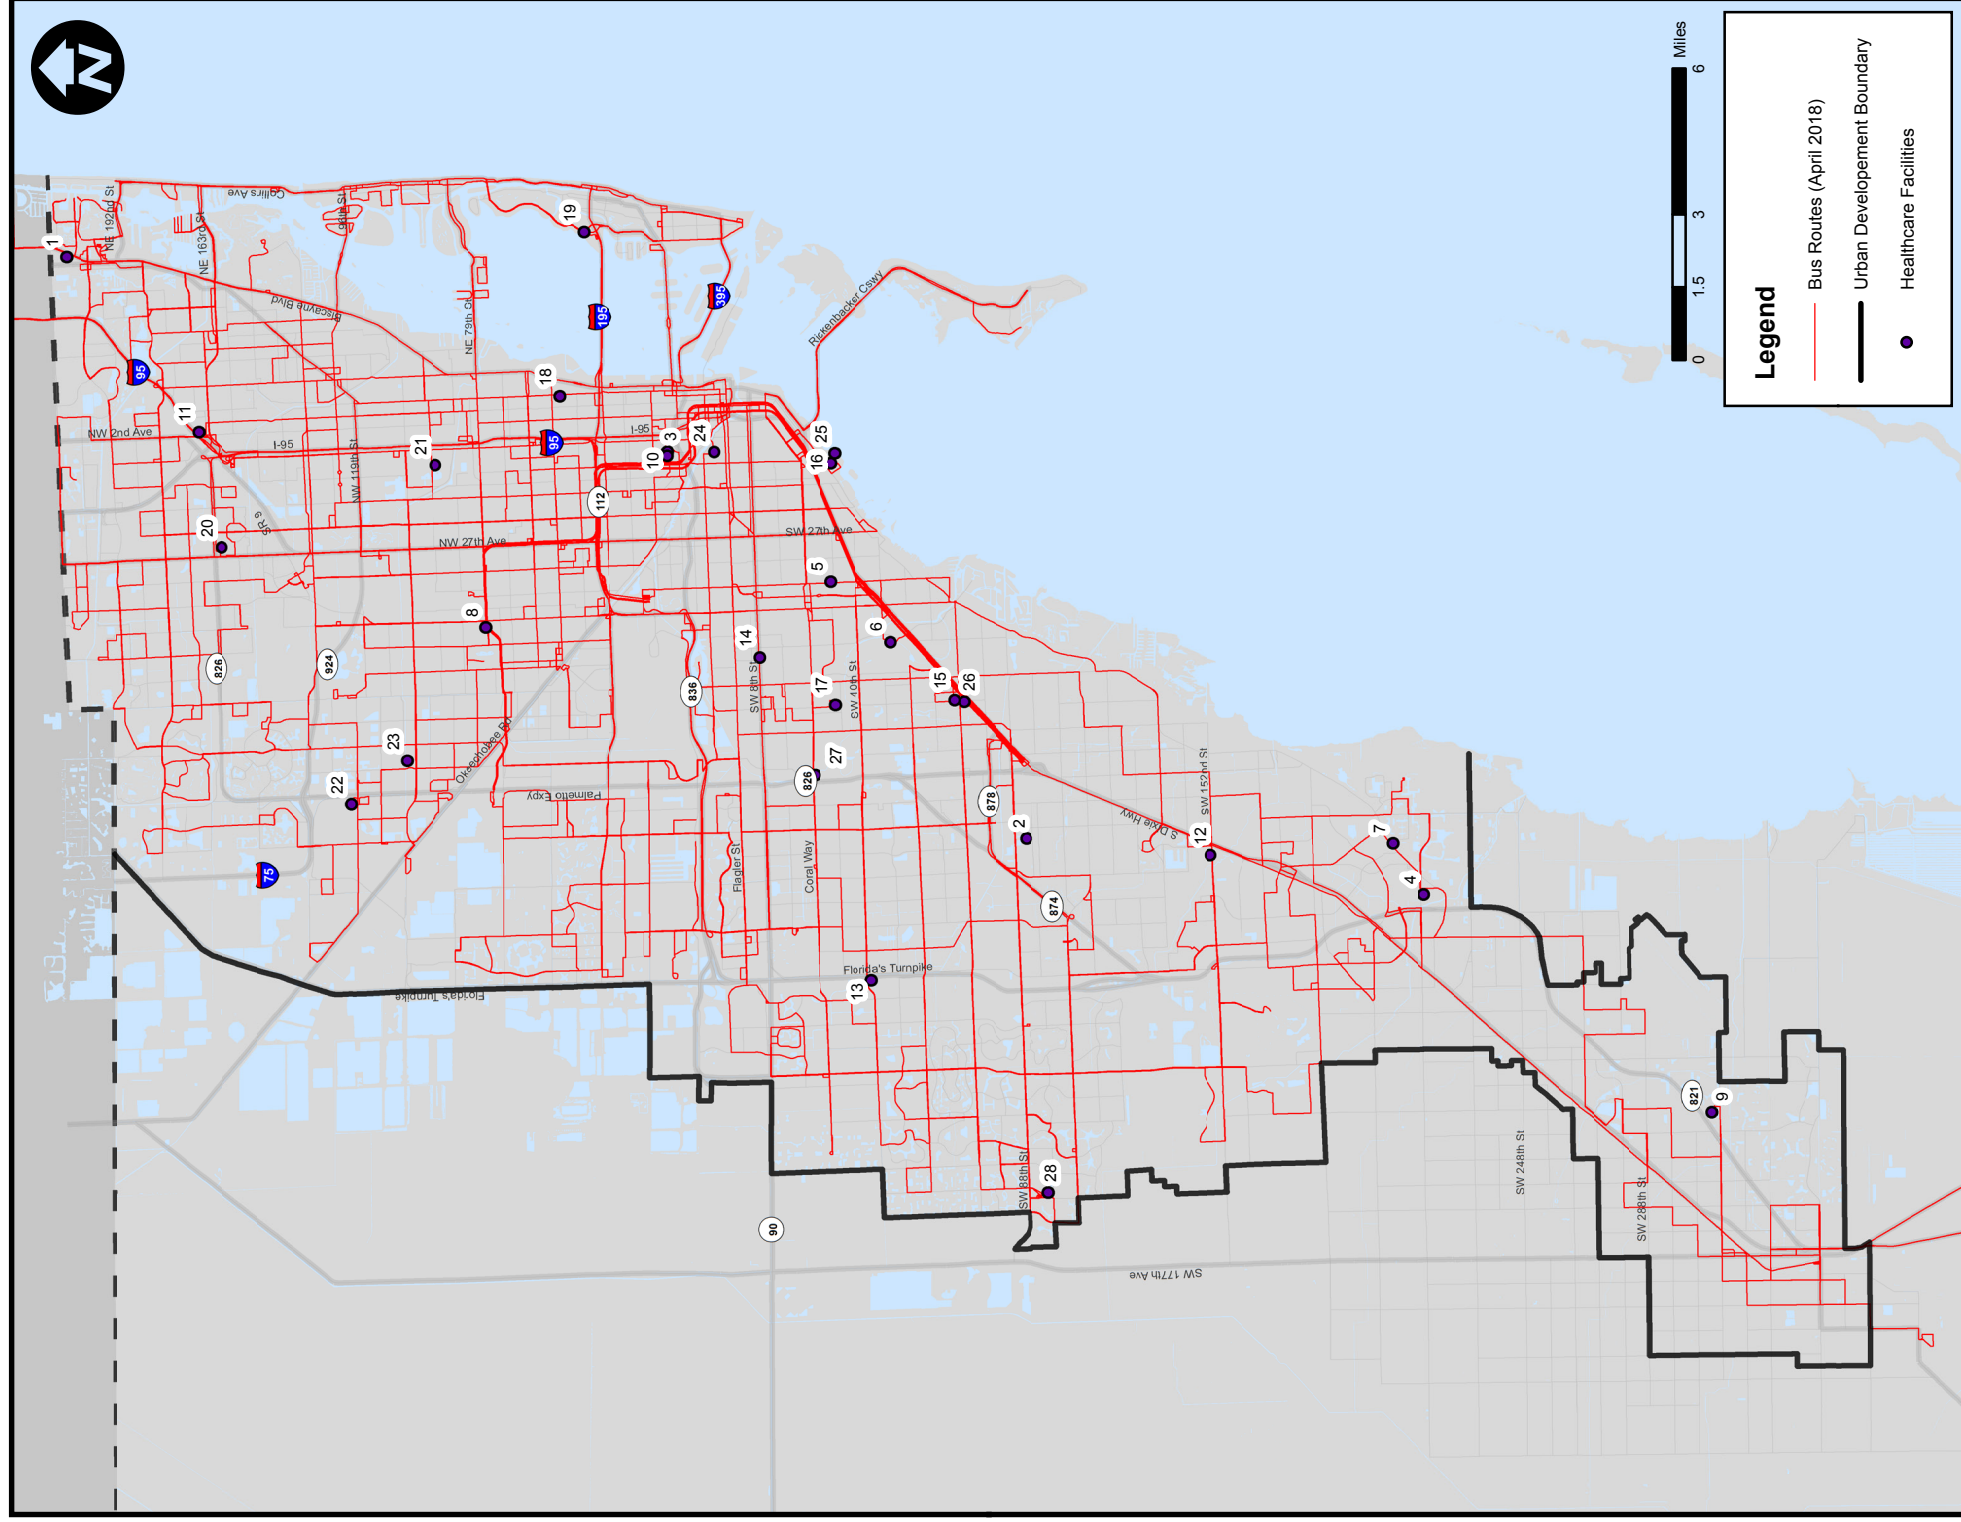 N
1
NE 192nd St
Collins Ave
NE 163rd St
96th St
19
95
Biscayne Blvd
NE 79th St
195
395
Rickenbacker Cswy
11
NW 2nd Ave
I-95
NW 119th St
21
18
95
I-95
3
10
24
25
16
20
SR 9
NW 27th Ave
112
SW 27th Ave
5
8
826
924
836
14
SW 8th St
17
SW 40th St
6
15
26
23
22
Okeechobee Rd
Palmetto Expy
826
27
878
2
S Dixie Hwy
SW 152nd St
12
7
4
75
Flagler St
Coral Way
874
Florida's Turnpike
13
Florida's Turnpike
821
9
28
SW 88th St
90
SW 177th Ave
SW 248th St
SW 288th St
0 1.5 3 6 Miles
Legend
Bus Routes (April 2018)
Urban Developement Boundary
Healthcare Facilities